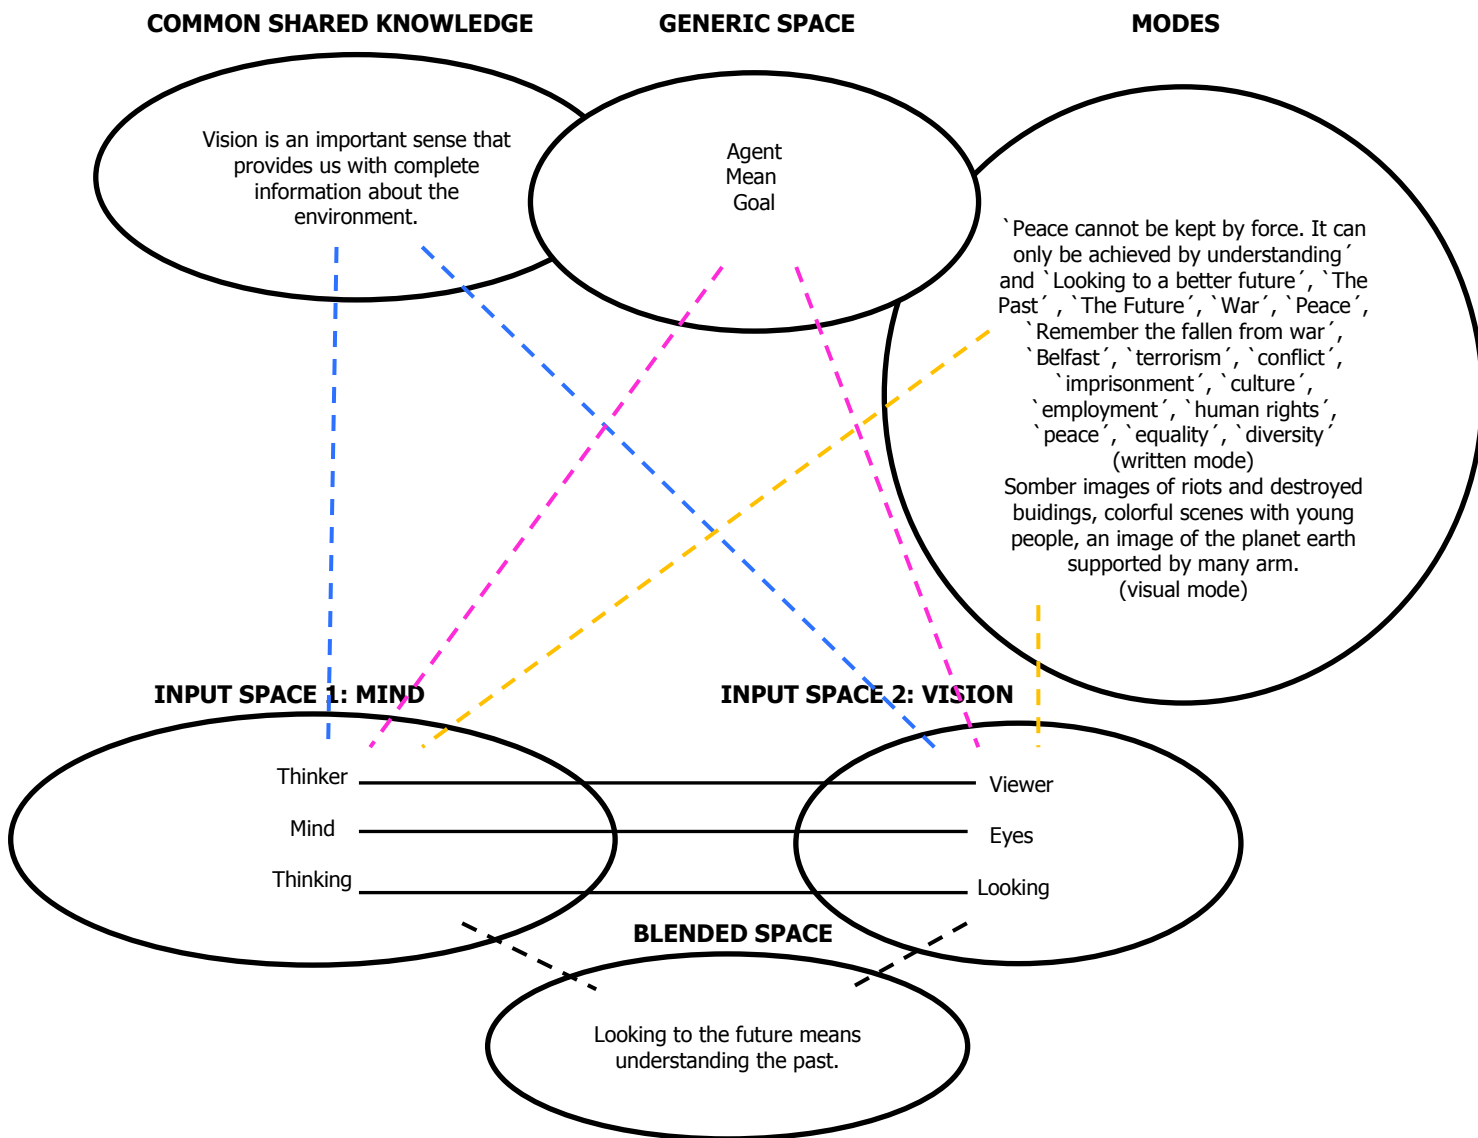 COMMON SHARED KNOWLEDGE
GENERIC SPACE
MODES
Vision is an important sense that
provides us with complete
information about the
environment.
Agent
Mean
Goal
`Peace cannot be kept by force. It can
only be achieved by understanding´
and `Looking to a better future´, `The
Past´ , `The Future´, `War´, `Peace´,
`Remember the fallen from war´,
`Belfast´, `terrorism´, `conflict´,
`imprisonment´, `culture´,
`employment´, `human rights´,
`peace´, `equality´, `diversity´
(written mode)
Somber images of riots and destroyed
buidings, colorful scenes with young
people, an image of the planet earth
supported by many arm.
(visual mode)
INPUT SPACE 1: MIND
INPUT SPACE 2: VISION
Thinker
Viewer
Mind
Eyes
Thinking
Looking
BLENDED SPACE
Looking to the future means
understanding the past.